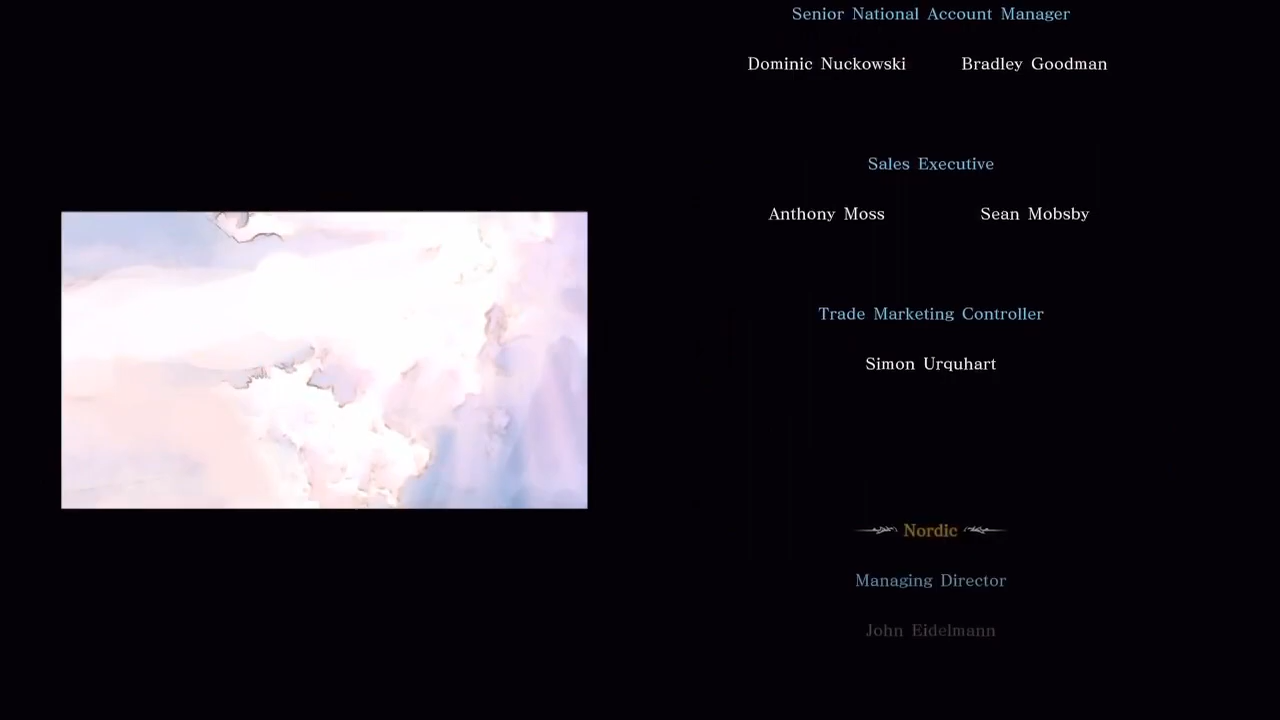 Senior National Account Manager
Dominic Nuckowski Bradley Goodman
Sales Executive
Anthony Moss Sean Mobsby
Trade Marketing Controller
Simon Urquhart
Nordic
Managing Director
John Eidelmann